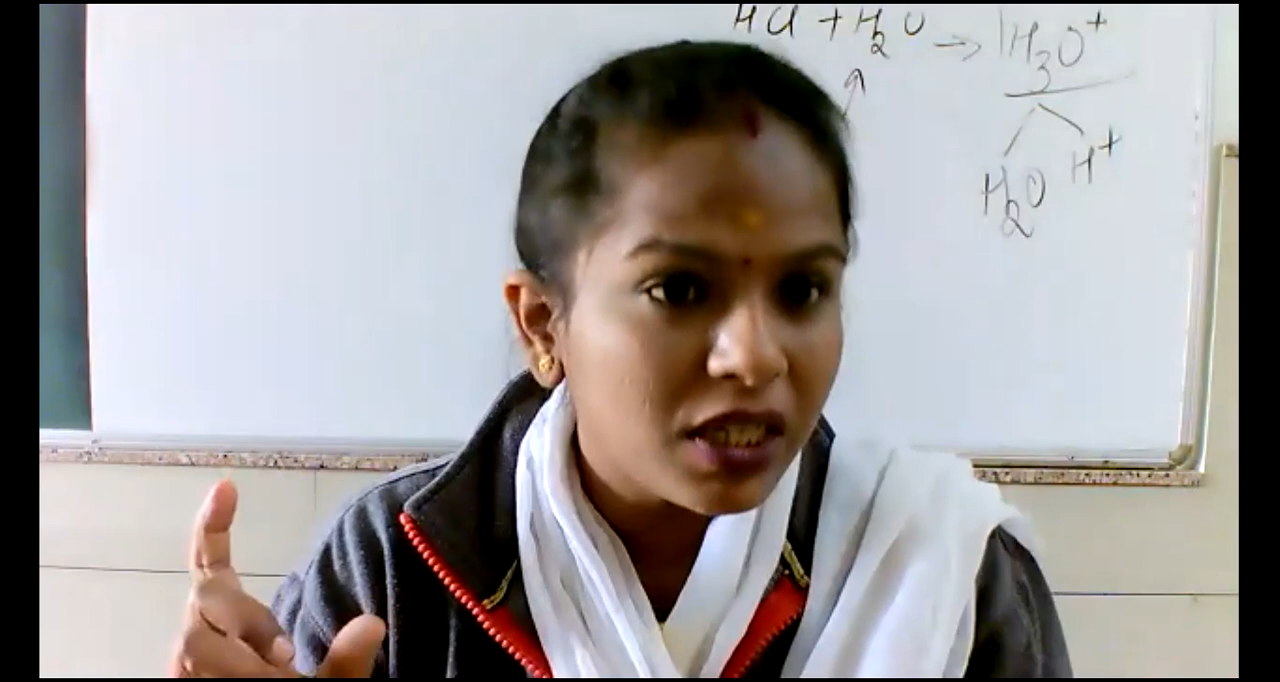 HCl + H₂O → H₃O⁺
H₂O H⁺